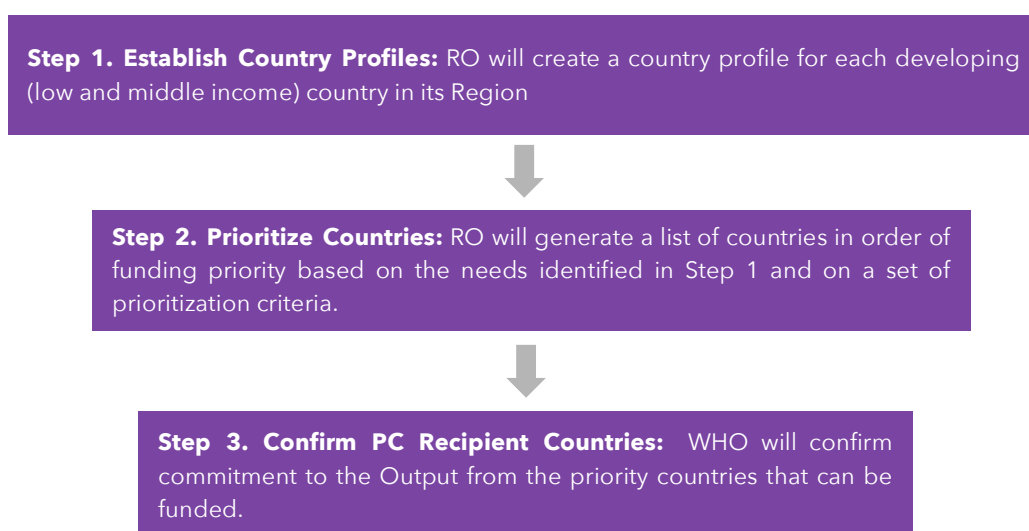 Step 1. Establish Country Profiles: RO will create a country profile for each developing
(low and middle income) country in its Region
Step 2. Prioritize Countries: RO will generate a list of countries in order of
funding priority based on the needs identified in Step 1 and on a set of
prioritization criteria.
Step 3. Confirm PC Recipient Countries: WHO will confirm
commitment to the Output from the priority countries that can be
funded.